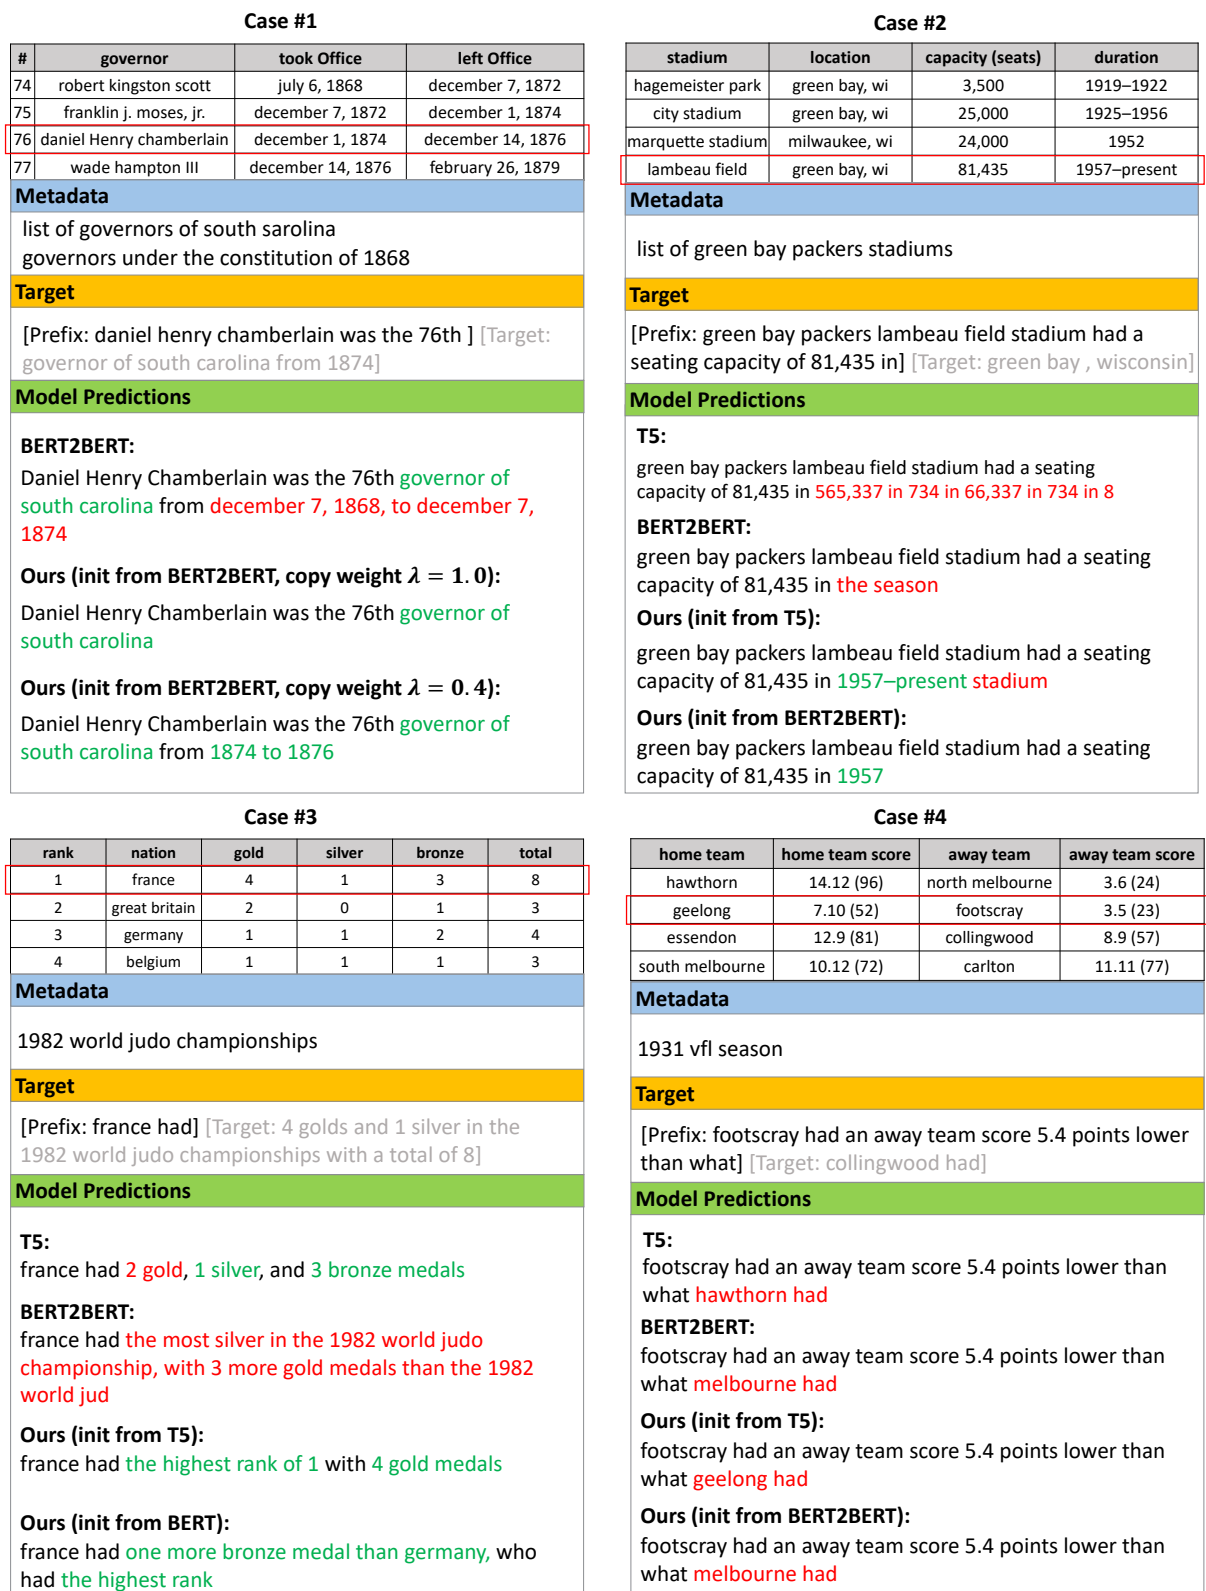 Case #1
# governor took Office left Office
74 robert kingston scott july 6, 1868 december 7, 1872
75 franklin j. moses, jr. december 7, 1872 december 1, 1874
76 daniel Henry chamberlain december 1, 1874 december 14, 1876
77 wade hampton III december 14, 1876 february 26, 1879
Metadata
list of governors of south sarolina
governors under the constitution of 1868
Target
[Prefix: daniel henry chamberlain was the 76th ] [Target:
governor of south carolina from 1874]
Model Predictions
BERT2BERT:
Daniel Henry Chamberlain was the 76th governor of
south carolina from december 7, 1868, to december 7,
1874
Ours (init from BERT2BERT, copy weight λ = 1.0):
Daniel Henry Chamberlain was the 76th governor of
south carolina
Ours (init from BERT2BERT, copy weight λ = 0.4):
Daniel Henry Chamberlain was the 76th governor of
south carolina from 1874 to 1876
Case #2
stadium location capacity (seats) duration
hagemeister park green bay, wi 3,500 1919–1922
city stadium green bay, wi 25,000 1925–1956
marquette stadium milwaukee, wi 24,000 1952
lambeau field green bay, wi 81,435 1957–present
Metadata
list of green bay packers stadiums
Target
[Prefix: green bay packers lambeau field stadium had a
seating capacity of 81,435 in] [Target: green bay , wisconsin]
Model Predictions
T5:
green bay packers lambeau field stadium had a seating
capacity of 81,435 in 565,337 in 734 in 66,337 in 734 in 8
BERT2BERT:
green bay packers lambeau field stadium had a seating
capacity of 81,435 in the season
Ours (init from T5):
green bay packers lambeau field stadium had a seating
capacity of 81,435 in 1957–present stadium
Ours (init from BERT2BERT):
green bay packers lambeau field stadium had a seating
capacity of 81,435 in 1957
Case #3
rank nation gold silver bronze total
1 france 4 1 3 8
2 great britain 2 0 1 3
3 germany 1 1 2 4
4 belgium 1 1 1 3
Metadata
1982 world judo championships
Target
[Prefix: france had] [Target: 4 golds and 1 silver in the
1982 world judo championships with a total of 8]
Model Predictions
T5:
france had 2 gold, 1 silver, and 3 bronze medals
BERT2BERT:
france had the most silver in the 1982 world judo
championship, with 3 more gold medals than the 1982
world jud
Ours (init from T5):
france had the highest rank of 1 with 4 gold medals
Ours (init from BERT):
france had one more bronze medal than germany, who
had the highest rank
Case #4
home team home team score away team away team score
hawthorn 14.12 (96) north melbourne 3.6 (24)
geelong 7.10 (52) footscray 3.5 (23)
essendon 12.9 (81) collingwood 8.9 (57)
south melbourne 10.12 (72) carlton 11.11 (77)
Metadata
1931 vfl season
Target
[Prefix: footscray had an away team score 5.4 points lower
than what] [Target: collingwood had]
Model Predictions
T5:
footscray had an away team score 5.4 points lower than
what hawthorn had
BERT2BERT:
footscray had an away team score 5.4 points lower than
what melbourne had
Ours (init from T5):
footscray had an away team score 5.4 points lower than
what geelong had
Ours (init from BERT2BERT):
footscray had an away team score 5.4 points lower than
what melbourne had